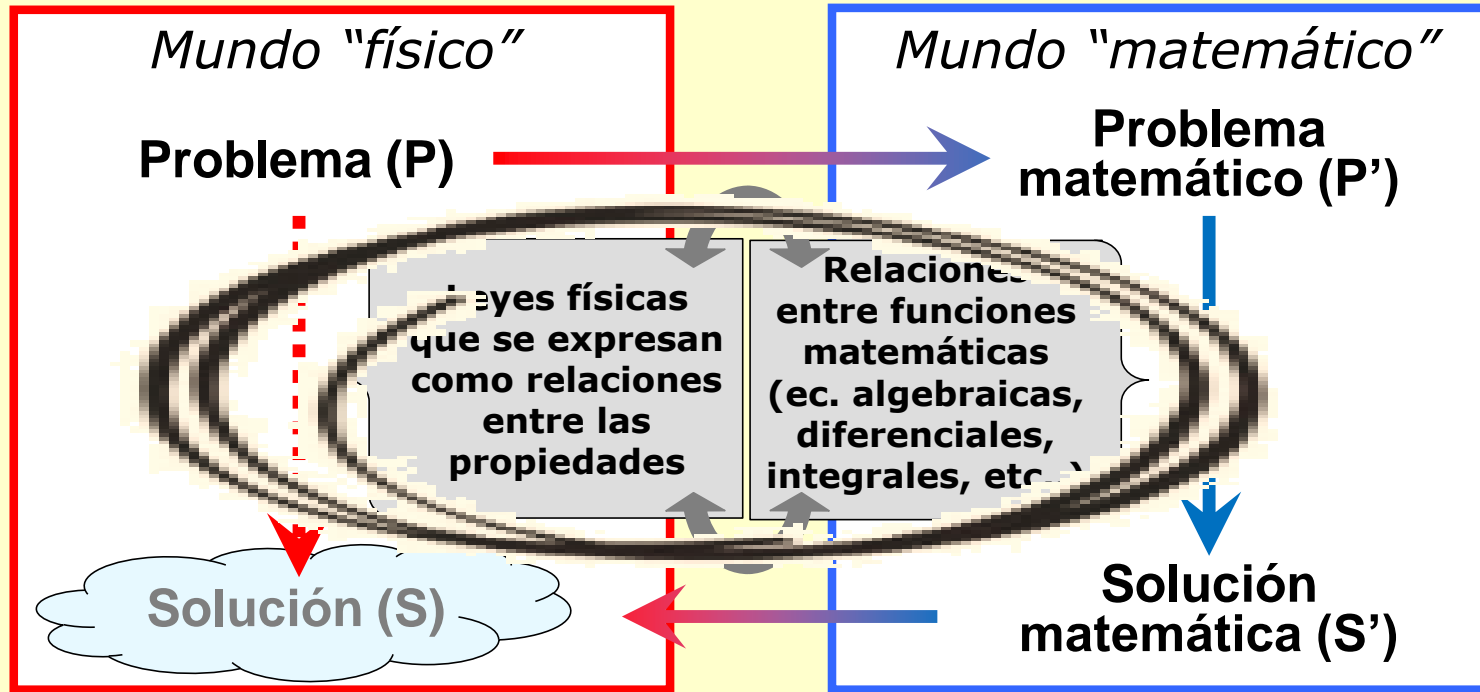 Mundo “físico”
Mundo “matemático”
Problema (P)
Problema
matemático (P’)
Leyes físicas
que se expresan
como relaciones
entre las
propiedades
Relaciones
entre funciones
matemáticas
(ec. algebraicas,
diferenciales,
integrales, etc..)
Solución (S)
Solución
matemática (S’)